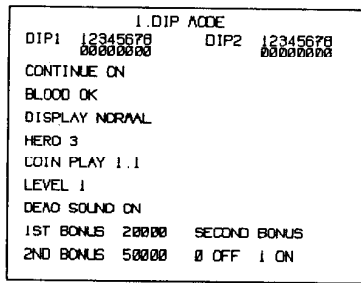 1.DIP MODE
DIP1 12345678 DIP2 12345678
00000000 00000000
CONTINUE ON
BLOOD OK
DISPLAY NORMAL
HERO 3
COIN PLAY 1.1
LEVEL 1
DEMO SOUND ON
1ST BONUS 20000 SECOND BONUS
2ND BONUS 50000 0 OFF 1 ON